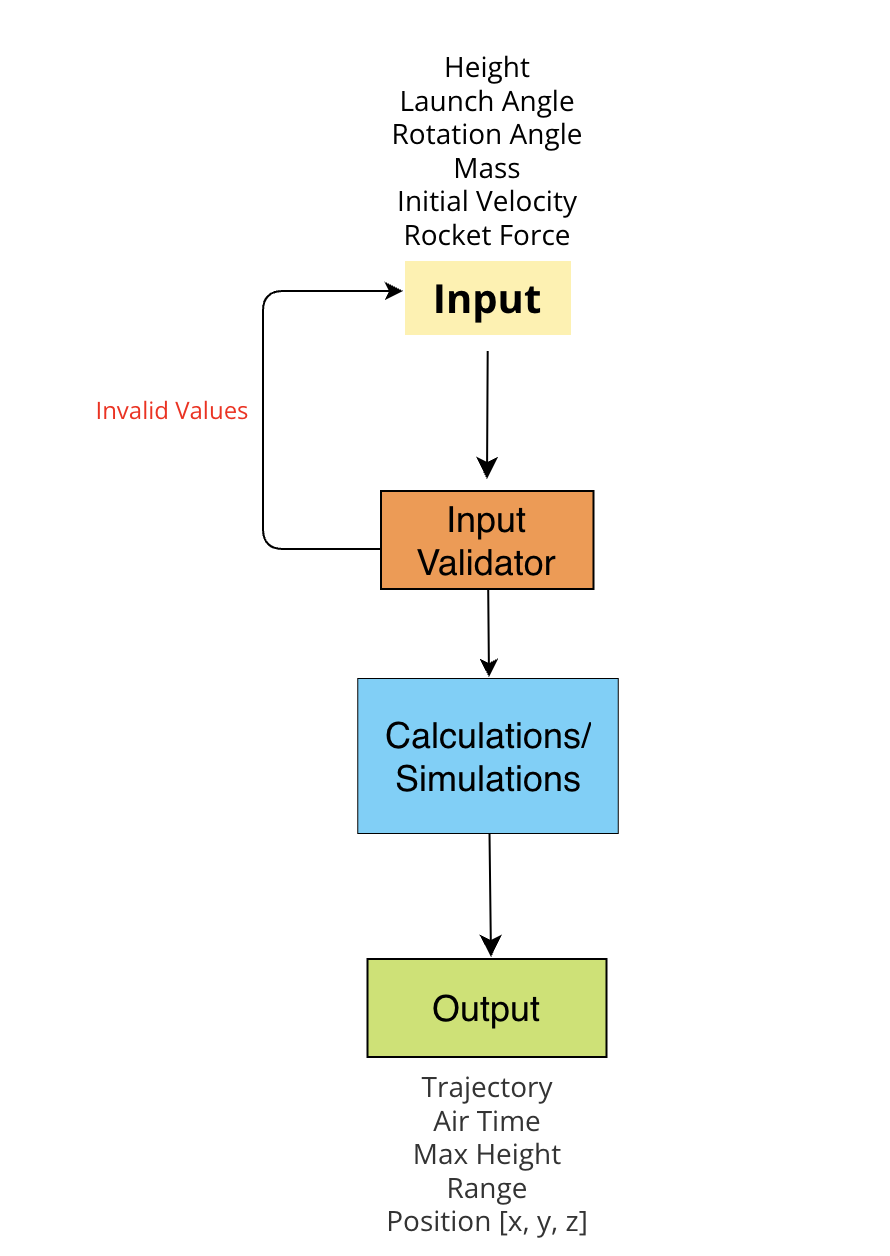 Height
Launch Angle
Rotation Angle
Mass
Initial Velocity
Rocket Force
Input
Invalid Values
Input
Validator
Calculations/
Simulations
Output
Trajectory
Air Time
Max Height
Range
Position [x, y, z]